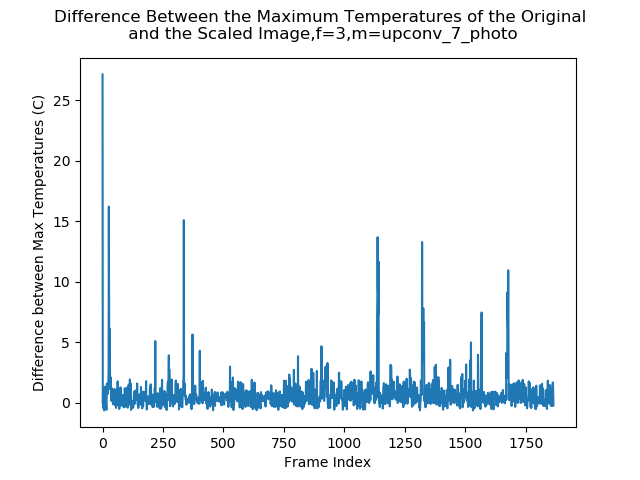 Difference Between the Maximum Temperatures of the Original
and the Scaled Image,f=3,m=upconv_7_photo
Difference between Max Temperatures (C)
25
20
15
10
5
0
0 250 500 750 1000 1250 1500 1750
Frame Index